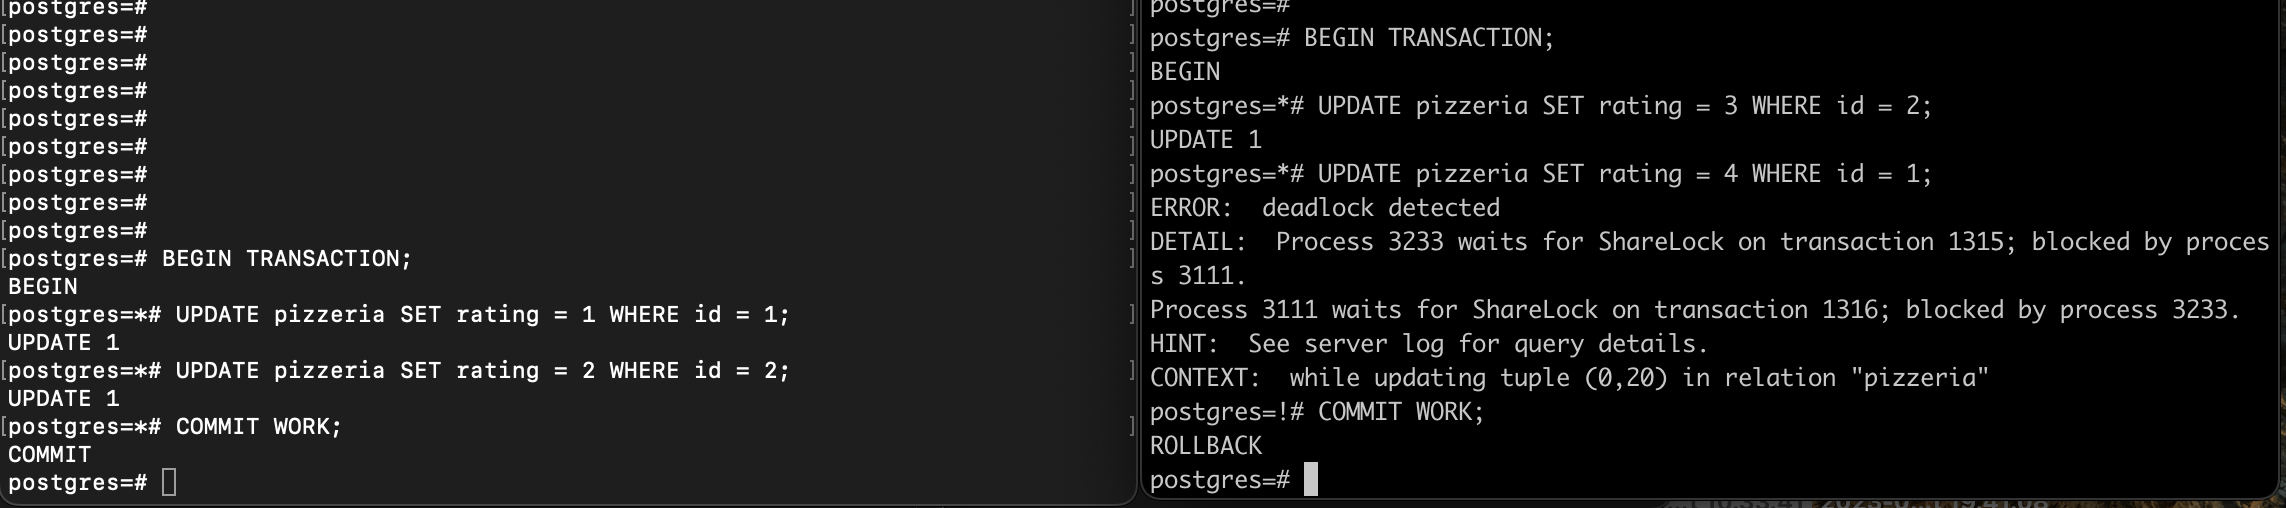 [postgres=#
[postgres=# ]
[postgres=# ]
[postgres=# ]
[postgres=# ]
[postgres=# ]
[postgres=# ]
[postgres=# ]
[postgres=# ]
[postgres=# BEGIN TRANSACTION; ]
BEGIN
[postgres=*# UPDATE pizzeria SET rating = 1 WHERE id = 1; ]
UPDATE 1
[postgres=*# UPDATE pizzeria SET rating = 2 WHERE id = 2; ]
UPDATE 1
[postgres=*# COMMIT WORK; ]
COMMIT
postgres=#
postgres=#
postgres=# BEGIN TRANSACTION;
BEGIN
postgres=*# UPDATE pizzeria SET rating = 3 WHERE id = 2;
UPDATE 1
postgres=*# UPDATE pizzeria SET rating = 4 WHERE id = 1;
ERROR:  deadlock detected
DETAIL:  Process 3233 waits for ShareLock on transaction 1315; blocked by proces
s 3111.
Process 3111 waits for ShareLock on transaction 1316; blocked by process 3233.
HINT:  See server log for query details.
CONTEXT:  while updating tuple (0,20) in relation "pizzeria"
postgres=!# COMMIT WORK;
ROLLBACK
postgres=#